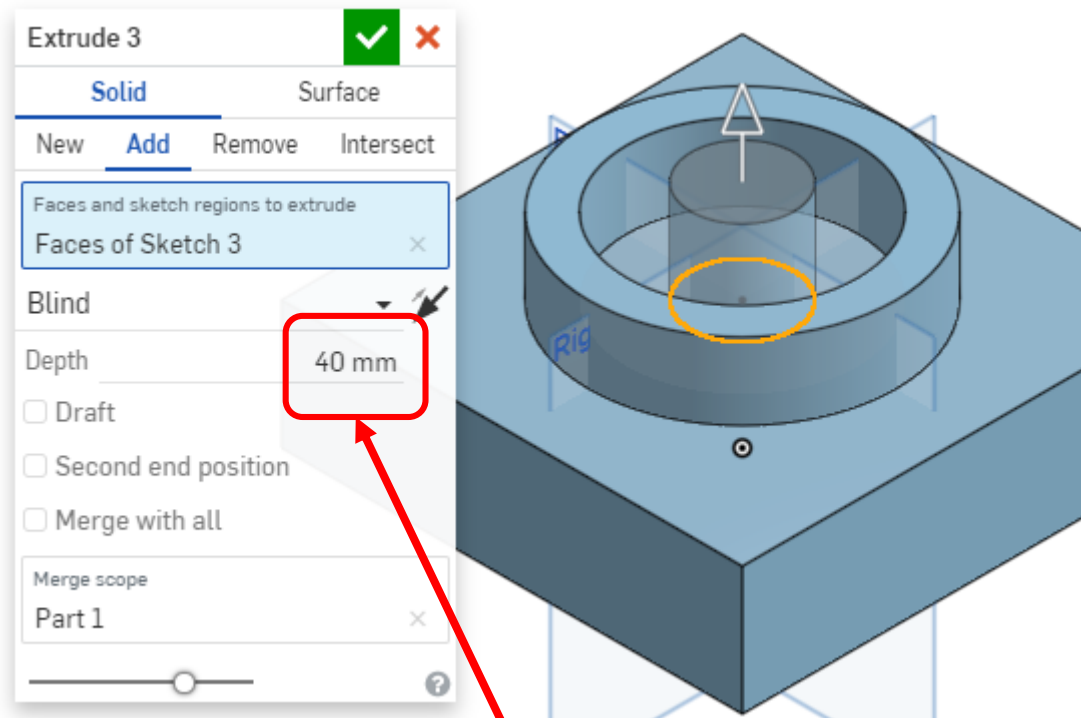 Extrude 3
Solid Surface
New Add Remove Intersect
Faces and sketch regions to extrude
Faces of Sketch 3
Blind
Depth 40 mm
Draft
Second end position
Merge with all
Merge scope
Part 1
?
Rig